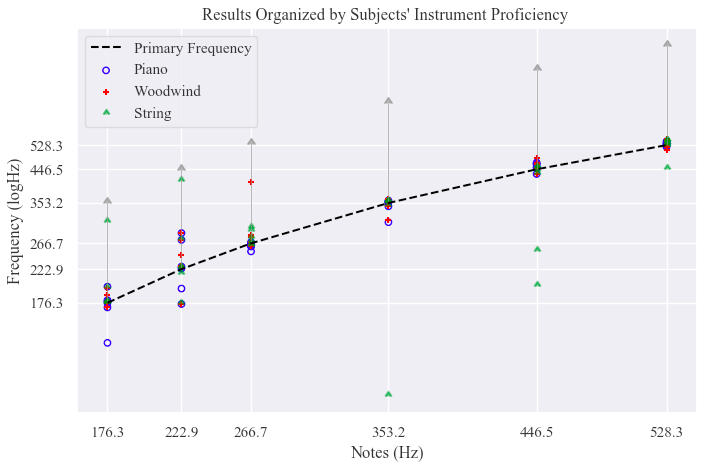 Results Organized by Subjects' Instrument Proficiency
Primary Frequency
Piano
Woodwind
String
Frequency (logHz)
528.3
446.5
353.2
266.7
222.9
176.3
176.3 222.9 266.7 353.2 446.5 528.3
Notes (Hz)